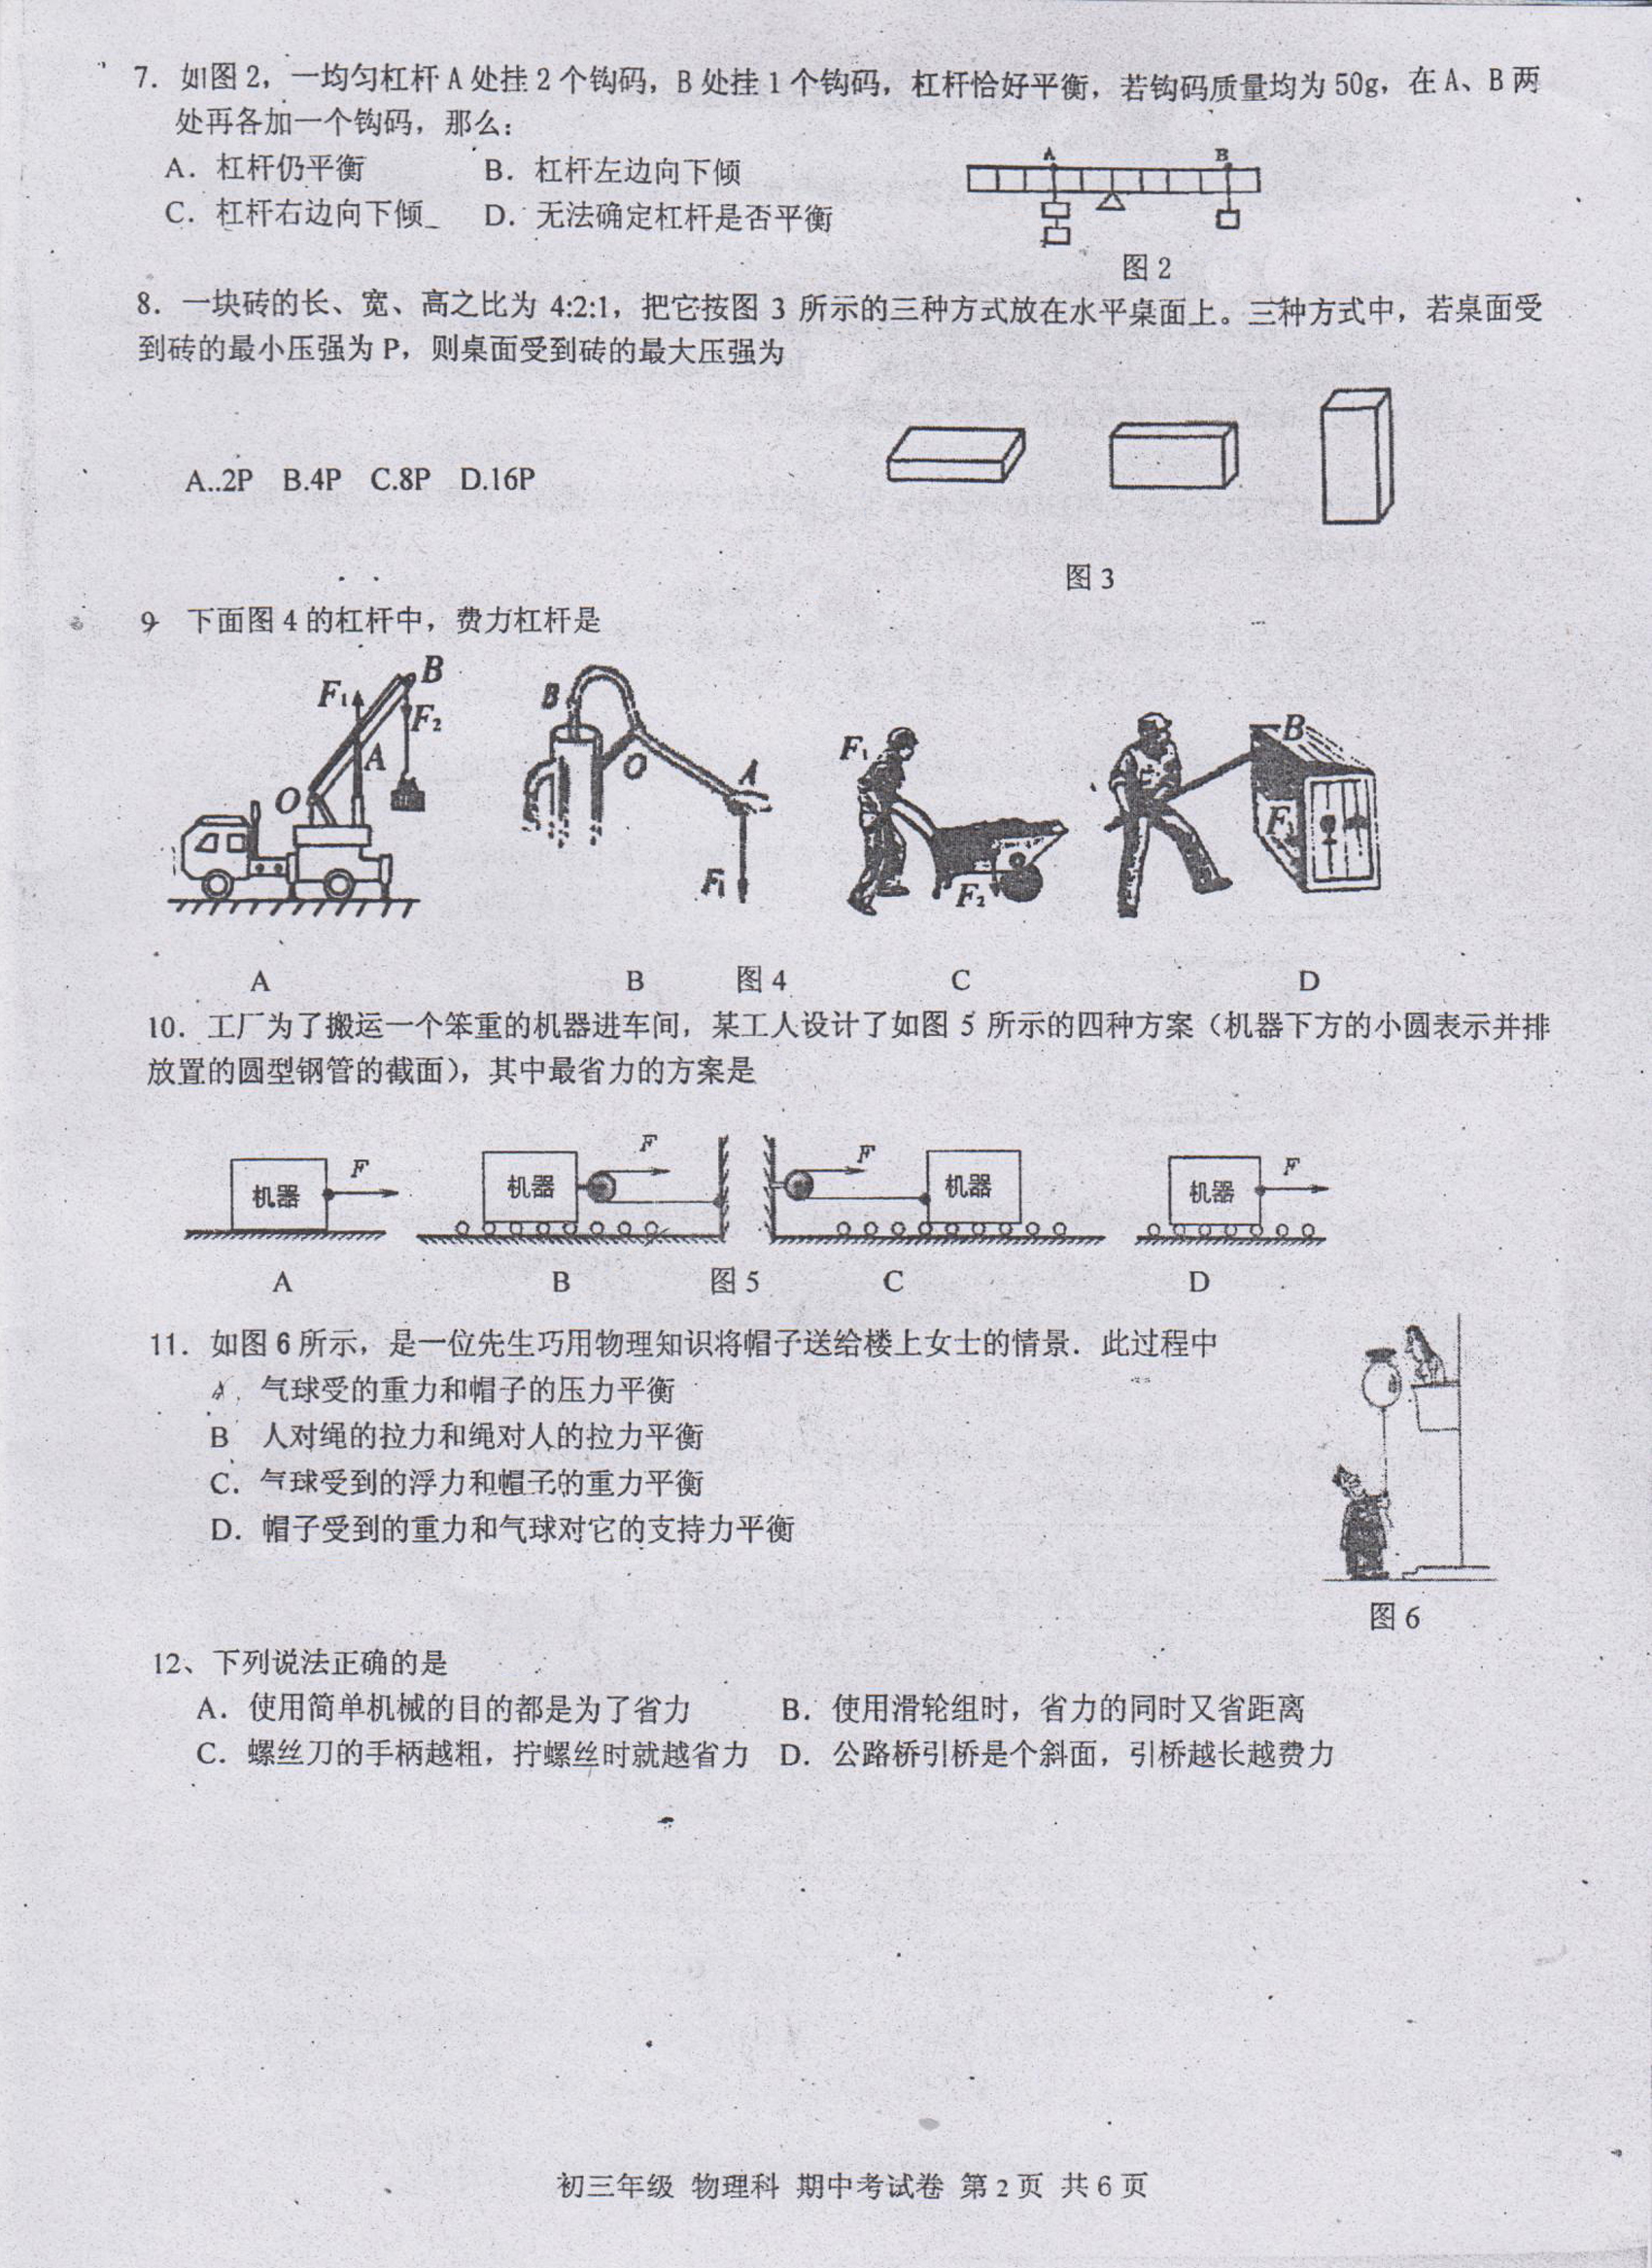 7. 如图 2，一均匀杠杆 A 处挂 2 个钩码，B 处挂 1 个钩码，杠杆恰好平衡，若钩码质量均为 50g，在 A、B 两
处再各加一个钩码，那么：
A. 杠杆仍平衡 B. 杠杆左边向下倾
C. 杠杆右边向下倾 D. 无法确定杠杆是否平衡
A B
图 2
8. 一块砖的长、宽、高之比为 4:2:1，把它按图 3 所示的三种方式放在水平桌面上。三种方式中，若桌面受
到砖的最小压强为 P，则桌面受到砖的最大压强为
A..2P B.4P C.8P D.16P
图 3
9 下面图 4 的杠杆中，费力杠杆是
F₁ B F₂ A O
B O A F₁
F₁ F₂
B F₂
A B 图 4 C D
10. 工厂为了搬运一个笨重的机器进车间，某工人设计了如图 5 所示的四种方案（机器下方的小圆表示并排
放置的圆型钢管的截面），其中最省力的方案是
机器 F 机器 F F 机器 机器 F
A B 图 5 C D
11. 如图 6 所示，是一位先生巧用物理知识将帽子送给楼上女士的情景．此过程中
A. 气球受的重力和帽子的压力平衡
B 人对绳的拉力和绳对人的拉力平衡
C. 气球受到的浮力和帽子的重力平衡
D. 帽子受到的重力和气球对它的支持力平衡
图 6
12、下列说法正确的是
A. 使用简单机械的目的都是为了省力 B. 使用滑轮组时，省力的同时又省距离
C. 螺丝刀的手柄越粗，拧螺丝时就越省力 D. 公路桥引桥是个斜面，引桥越长越费力
初三年级 物理科 期中考试卷 第 2 页 共 6 页